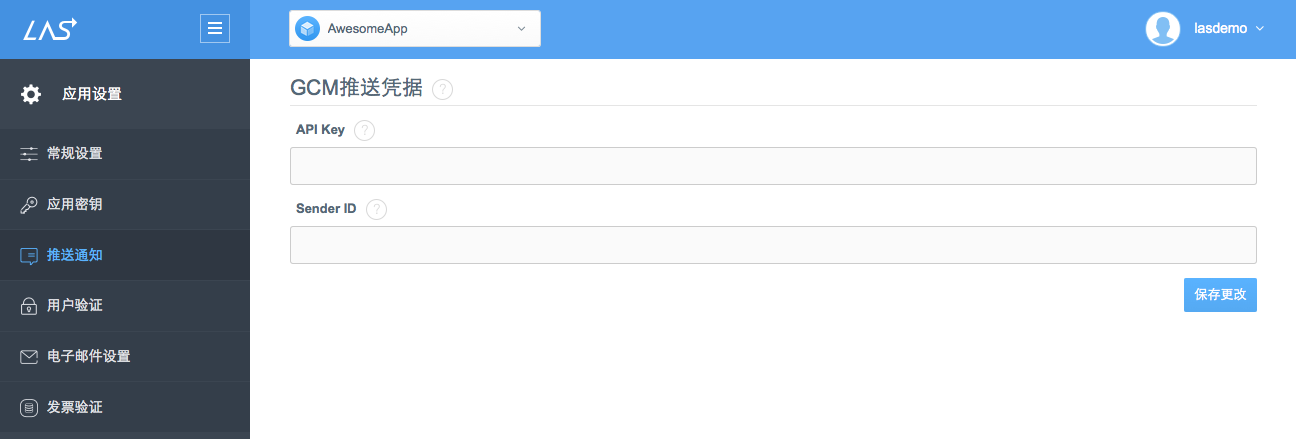 LAS
AwesomeApp
lasdemo
应用设置
常规设置
应用密钥
推送通知
用户验证
电子邮件设置
发票验证
GCM推送凭据 ?
API Key ?
Sender ID ?
保存更改